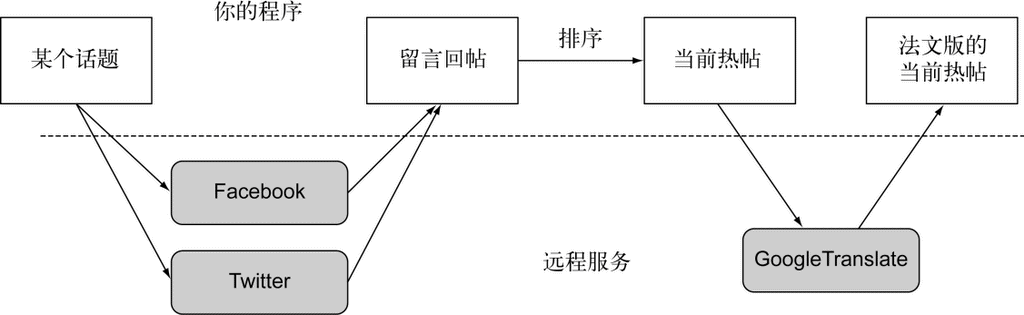 你的程序
某个话题
留言回帖
排序
当前热帖
法文版的
当前热帖
Facebook
Twitter
远程服务
GoogleTranslate